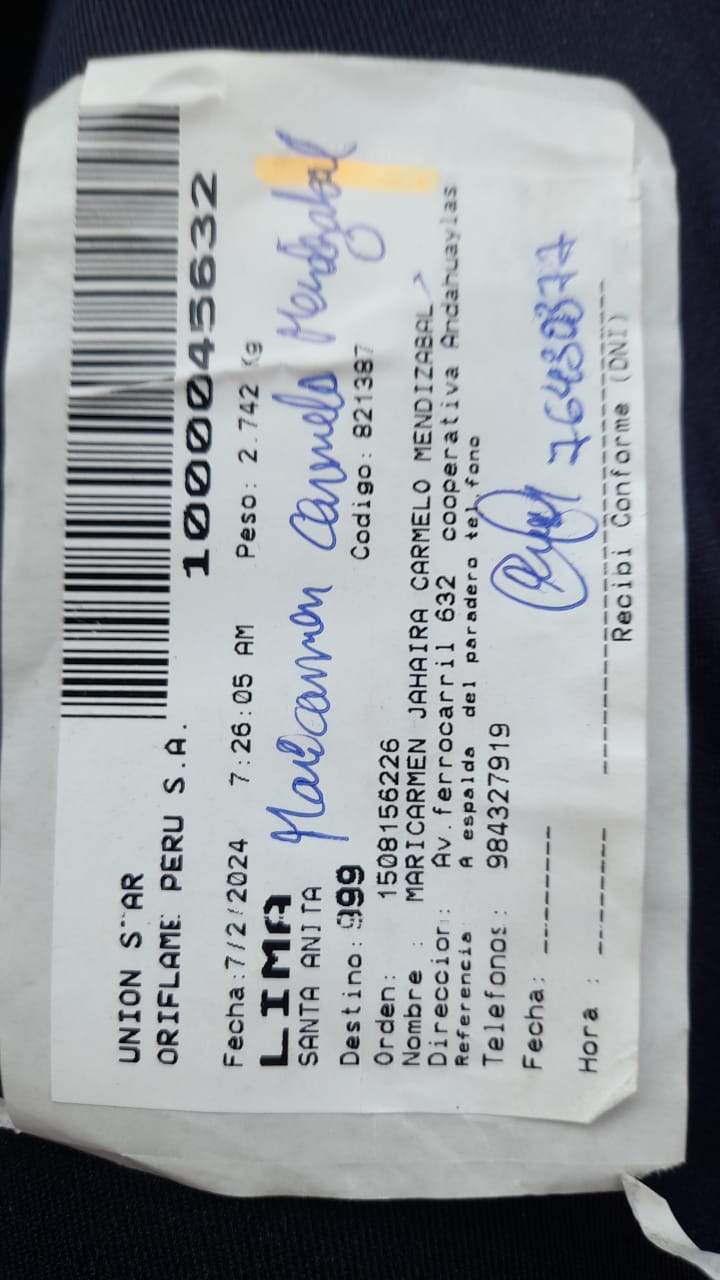 1000045632
UNION S AR
ORIFLAME PERU S.A.
Fecha:7/2/2024 7:26:05 AM Peso: 2.742 Kg
LIMA
Maricarmen Carmelo Mendizabal
SANTA ANITA
Destino: 999 Codigo: 821387
Orden: 1508156226
Nombre : MARICARMEN JAHAIRA CARMELO MENDIZABAL
Direccion: Av.ferrocarril 632 cooperativa Andahuaylas
Referencia A espalda del paradero tel fono
Telefonos: 984327919
Fecha: --------
Hora : --------
Recibi Conforme (DNI)